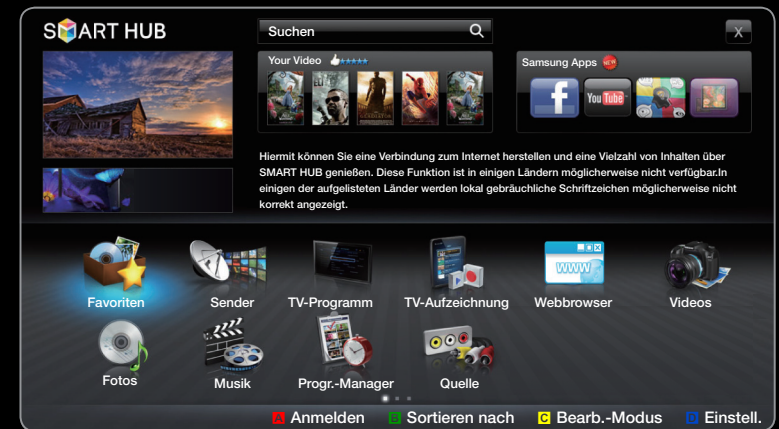 SMART HUB
Suchen
X
Your Video
Samsung Apps NEW
ELI
You Tube
Hiermit können Sie eine Verbindung zum Internet herstellen und eine Vielzahl von Inhalten über
SMART HUB genießen. Diese Funktion ist in einigen Ländern möglicherweise nicht verfügbar.In
einigen der aufgelisteten Länder werden lokal gebräuchliche Schriftzeichen möglicherweise nicht
korrekt angezeigt.
www
Favoriten Sender TV-Programm TV-Aufzeichnung Webbrowser Videos
Fotos Musik Progr.-Manager Quelle
A Anmelden B Sortieren nach C Bearb.-Modus D Einstell.